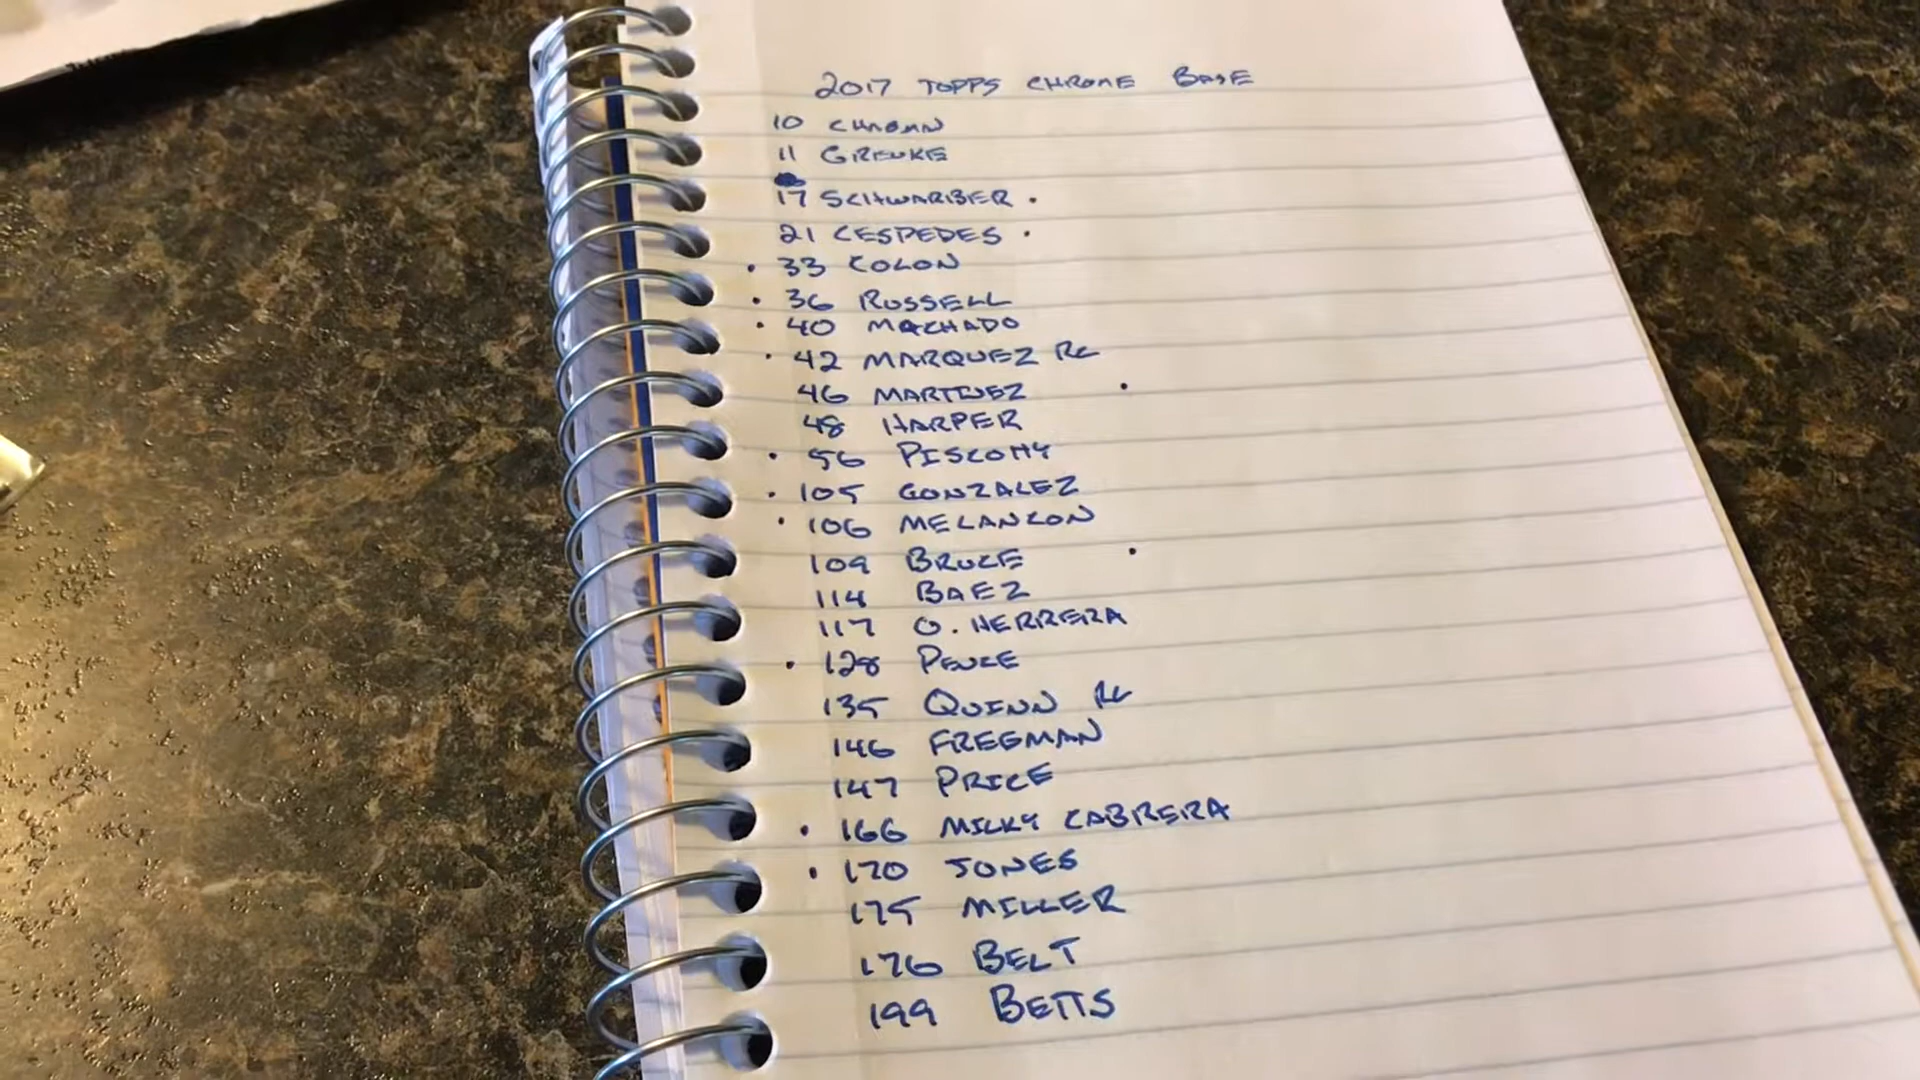 2017 TOPPS CHROME BASE
10 CHAPMAN
11 GREINKE
17 SCHWARBER .
21 CESPEDES .
. 33 COLON
. 36 RUSSELL
. 40 MACHADO
. 42 MARQUEZ RC
46 MARTINEZ .
48 HARPER
. 56 PISCOTTY
. 105 GONZALEZ
. 106 MELANCON
109 BRUCE .
114 BAEZ
117 O. HERRERA
. 128 PENCE
135 QUINN RC
146 FREEMAN
147 PRICE
. 166 MILKY CABRERA
. 170 JONES
175 MILLER
176 BELT
199 BETTS